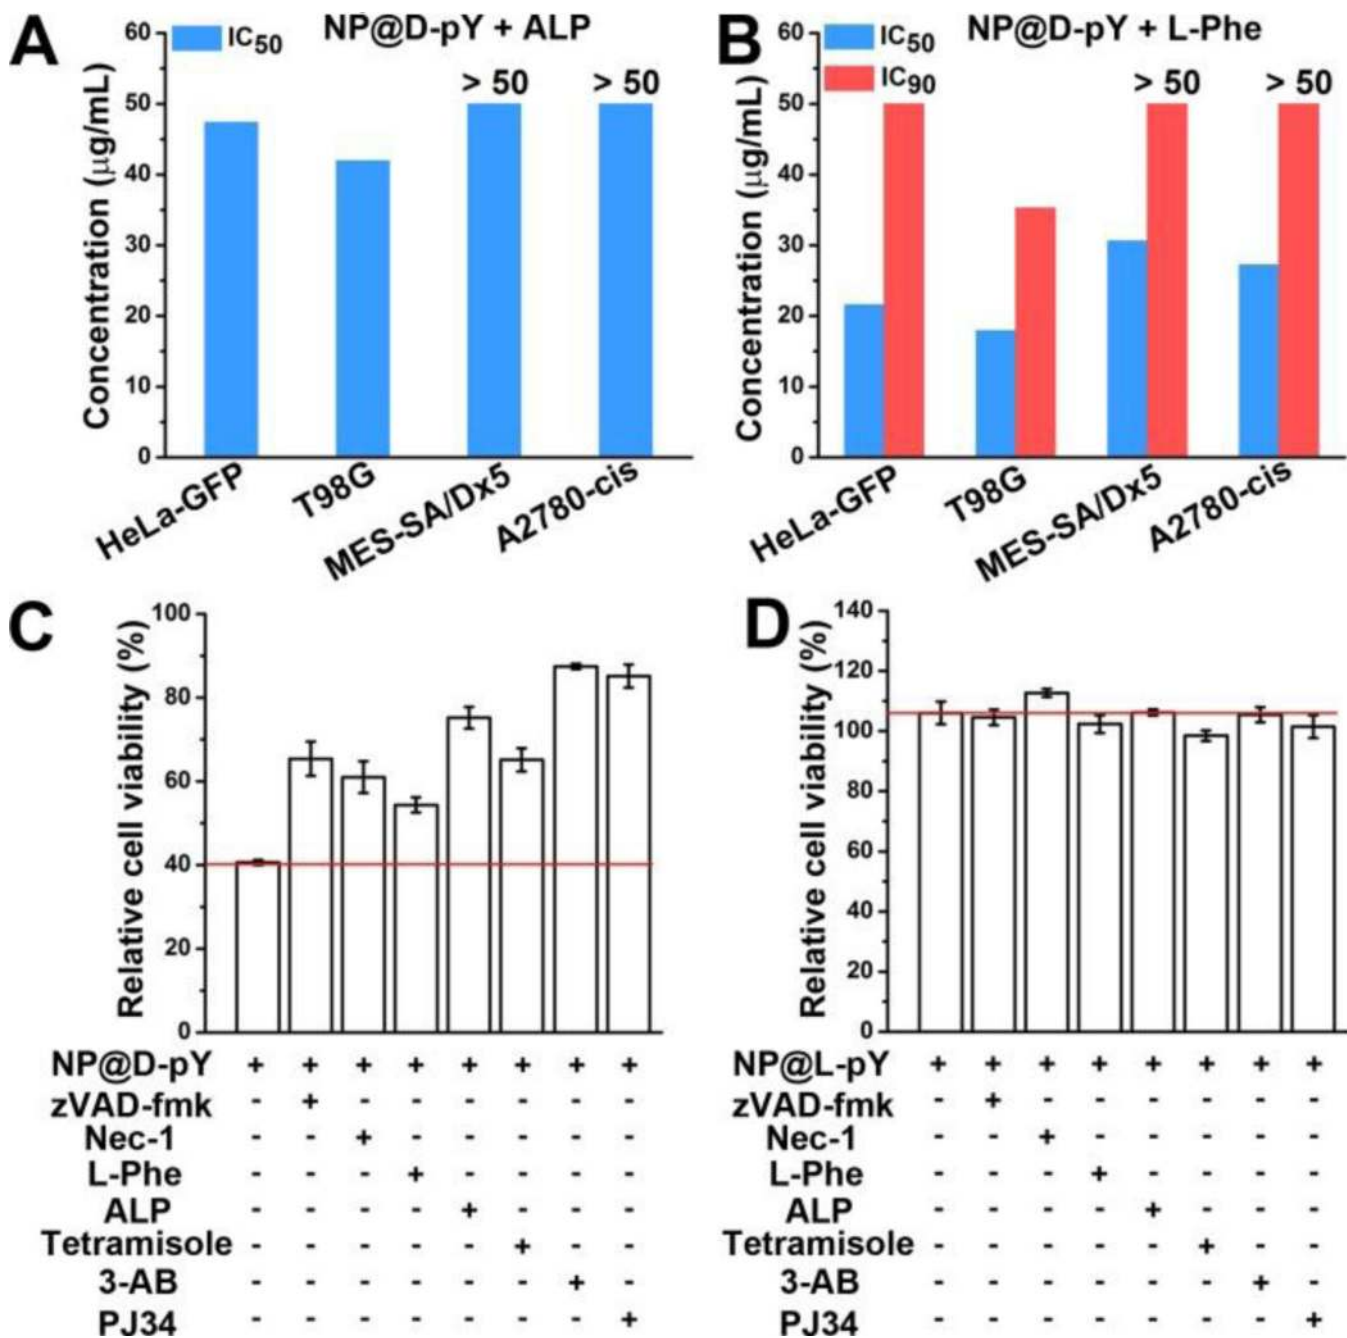 A
IC50
NP@D-pY + ALP
> 50
> 50
Concentration (μg/mL)
60
50
40
30
20
10
0
HeLa-GFP
T98G
MES-SA/Dx5
A2780-cis
B
IC50
IC90
NP@D-pY + L-Phe
> 50
> 50
Concentration (μg/mL)
60
50
40
30
20
10
0
HeLa-GFP
T98G
MES-SA/Dx5
A2780-cis
C
Relative cell viability (%)
100
80
60
40
20
0
NP@D-pY + + + + + + + +
zVAD-fmk - + - - - - - -
Nec-1 - - + - - - - -
L-Phe - - - + - - - -
ALP - - - - + - - -
Tetramisole - - - - - + - -
3-AB - - - - - - + -
PJ34 - - - - - - - +
D
Relative cell viability (%)
140
120
100
80
60
40
20
0
NP@L-pY + + + + + + + +
zVAD-fmk - + - - - - - -
Nec-1 - - + - - - - -
L-Phe - - - + - - - -
ALP - - - - + - - -
Tetramisole - - - - - + - -
3-AB - - - - - - + -
PJ34 - - - - - - - +